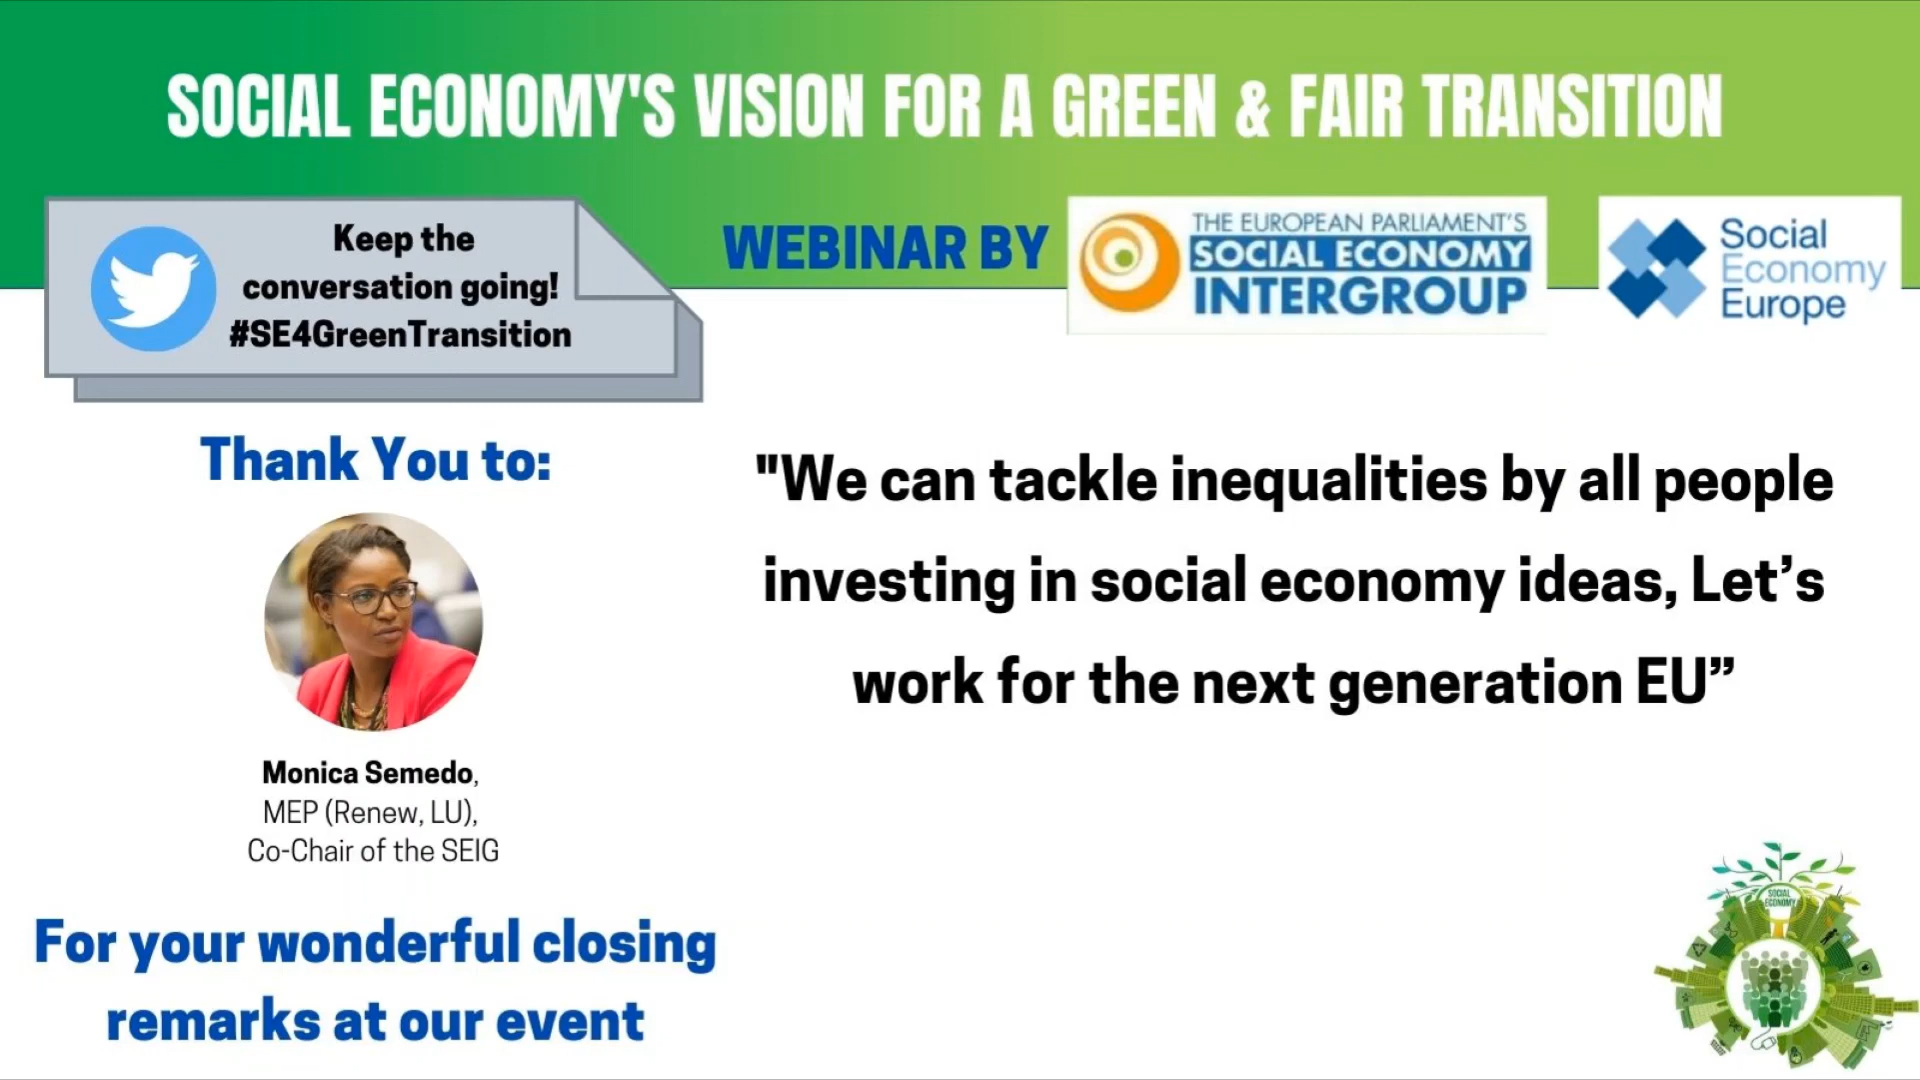 SOCIAL ECONOMY'S VISION FOR A GREEN & FAIR TRANSITION
Keep the
conversation going!
#SE4GreenTransition
WEBINAR BY
THE EUROPEAN PARLIAMENT'S
SOCIAL ECONOMY
INTERGROUP
Social
Economy
Europe
Thank You to:
Monica Semedo,
MEP (Renew, LU),
Co-Chair of the SEIG
For your wonderful closing
remarks at our event
"We can tackle inequalities by all people
investing in social economy ideas, Let’s
work for the next generation EU”
SOCIAL
ECONOMY